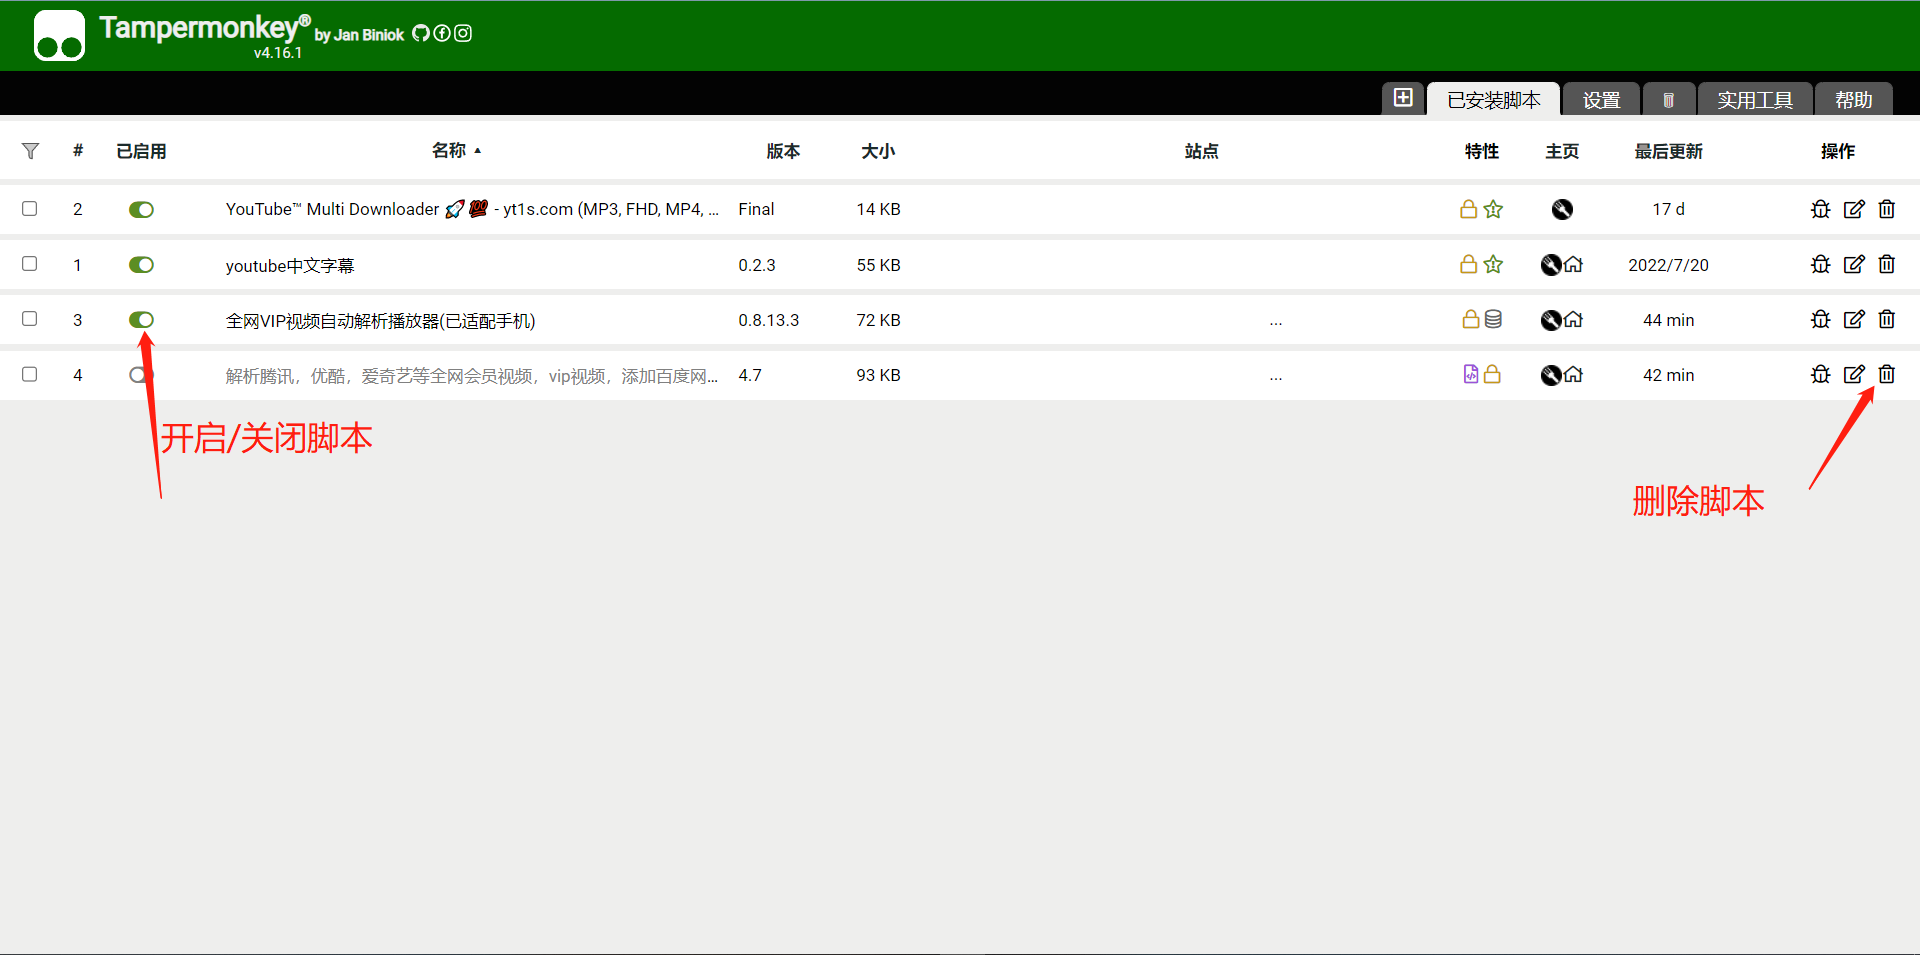 Tampermonkey® by Jan Biniok
v4.16.1
已安装脚本 设置 实用工具 帮助
# 已启用 名称 版本 大小 站点 特性 主页 最后更新 操作
2 YouTube™ Multi Downloader 🚀💯 - yt1s.com (MP3, FHD, MP4, ... Final 14 KB 17 d
1 youtube中文字幕 0.2.3 55 KB 2022/7/20
3 全网VIP视频自动解析播放器(已适配手机) 0.8.13.3 72 KB ... 44 min
4 解析腾讯，优酷，爱奇艺等全网会员视频，vip视频，添加百度网... 4.7 93 KB ... 42 min
开启/关闭脚本
删除脚本